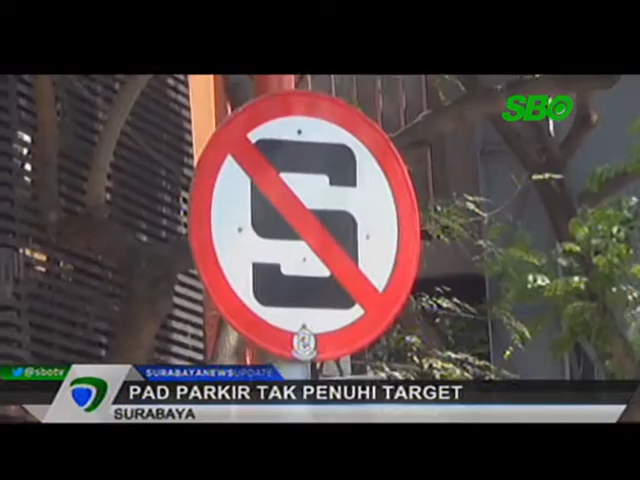 SBO
S
@sbotv
SURABAYANEWSUPDATE
PAD PARKIR TAK PENUHI TARGET
SURABAYA